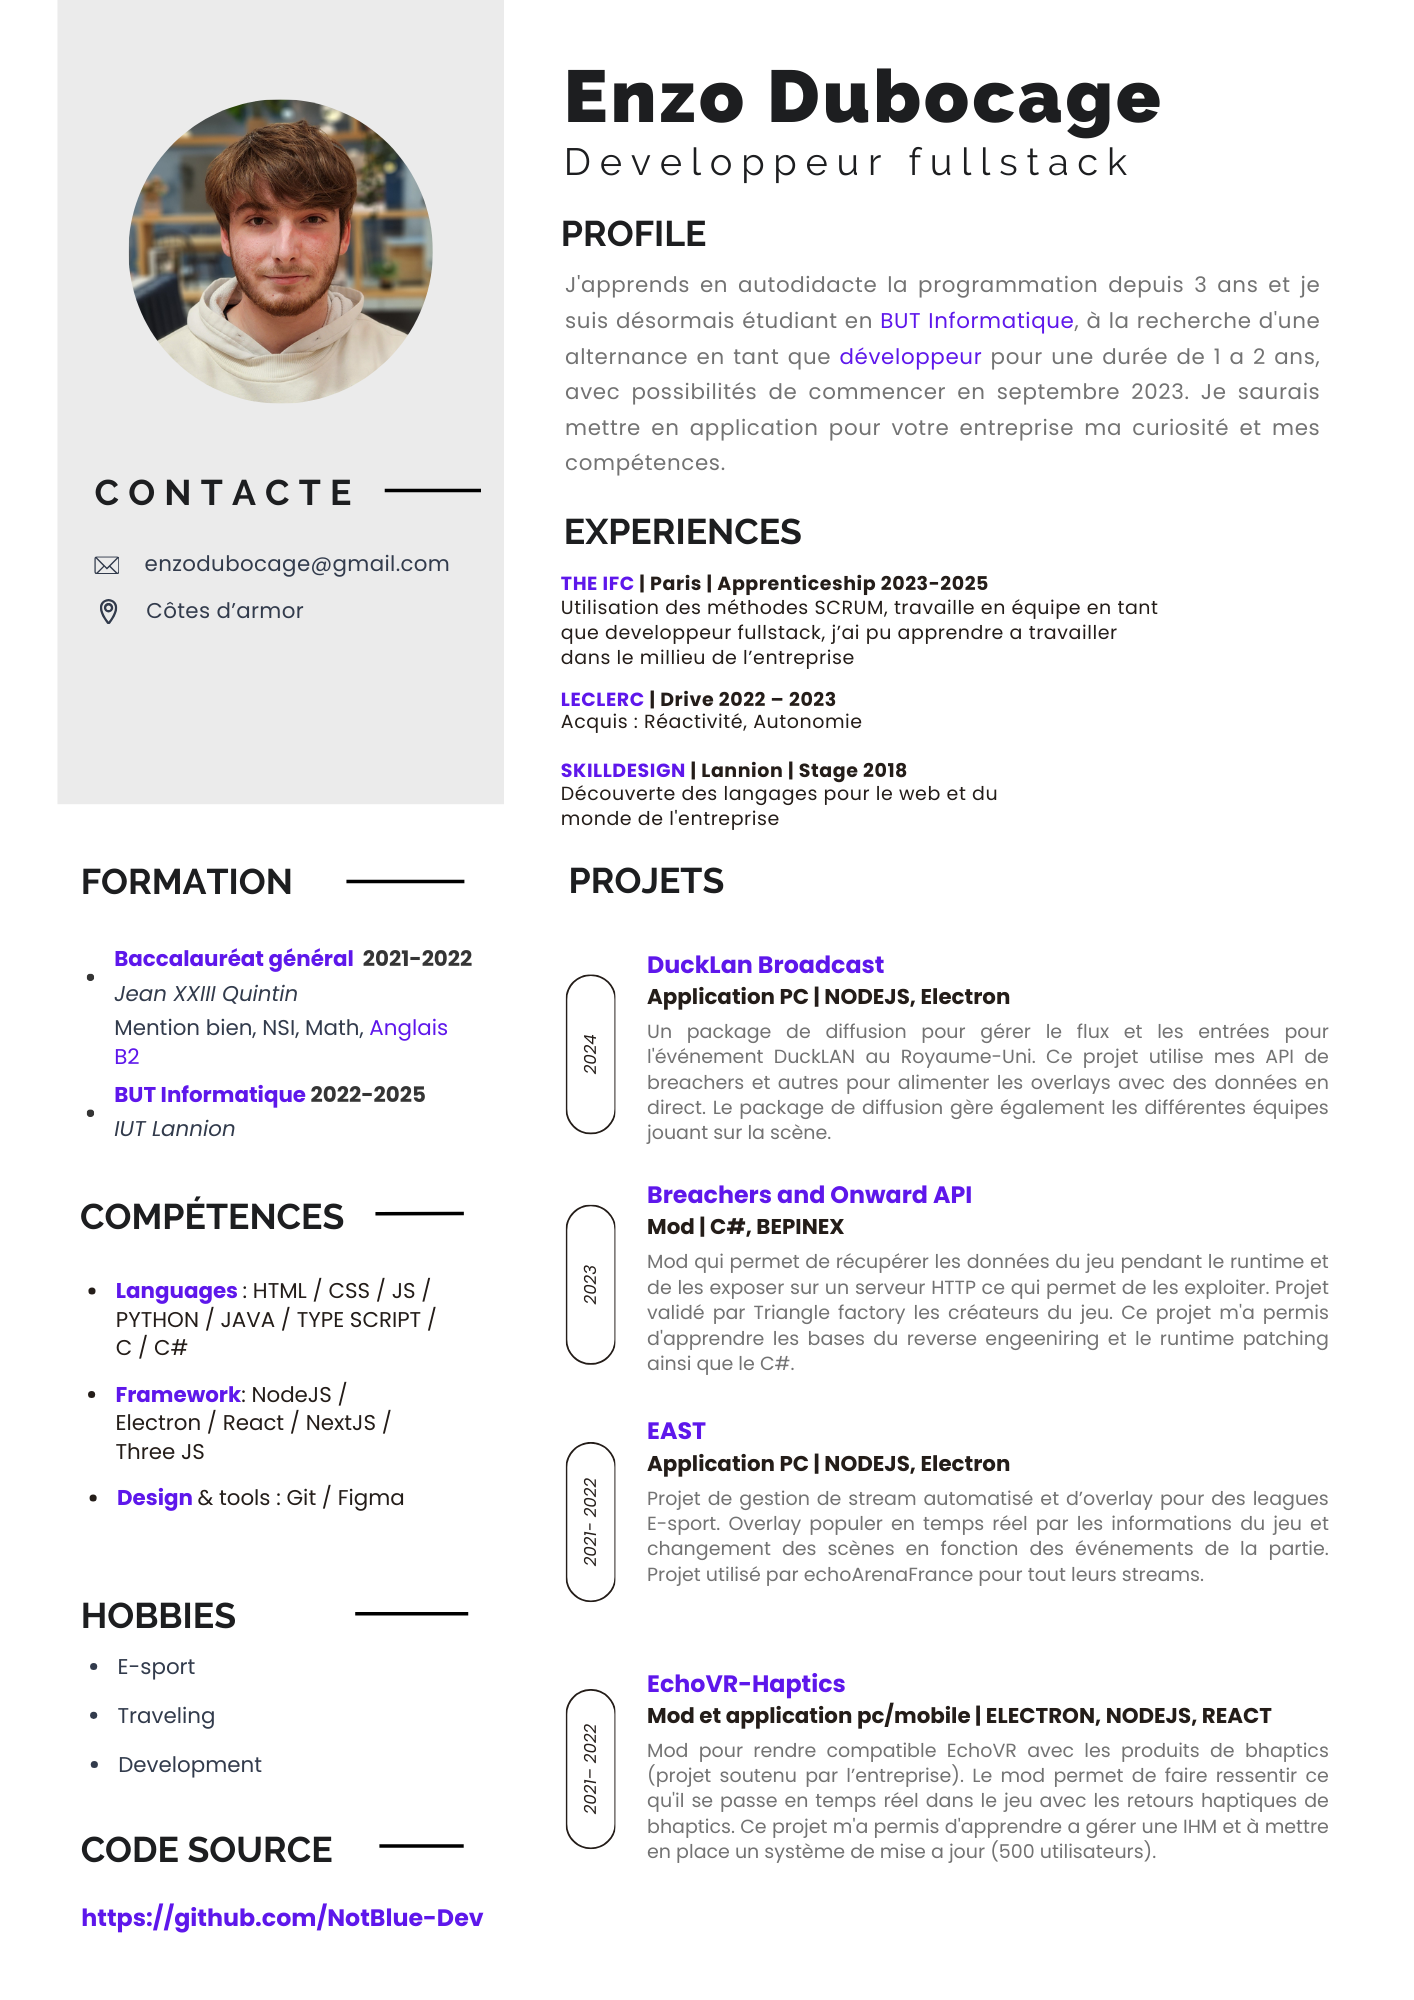 Enzo Dubocage
Developpeur fullstack
CONTACTE
enzodubocage@gmail.com
Côtes d’armor
FORMATION
Baccalauréat général 2021-2022
Jean XXIII Quintin
Mention bien, NSI, Math, Anglais
B2
BUT Informatique 2022-2025
IUT Lannion
COMPÉTENCES
Languages : HTML / CSS / JS /
PYTHON / JAVA / TYPE SCRIPT /
C / C#
Framework: NodeJS /
Electron / React / NextJS /
Three JS
Design & tools : Git / Figma
HOBBIES
E-sport
Traveling
Development
CODE SOURCE
https://github.com/NotBlue-Dev
PROFILE
J'apprends en autodidacte la programmation depuis 3 ans et je
suis désormais étudiant en BUT Informatique, à la recherche d'une
alternance en tant que développeur pour une durée de 1 a 2 ans,
avec possibilités de commencer en septembre 2023. Je saurais
mettre en application pour votre entreprise ma curiosité et mes
compétences.
EXPERIENCES
THE IFC | Paris | Apprenticeship 2023-2025
Utilisation des méthodes SCRUM, travaille en équipe en tant
que developpeur fullstack, j’ai pu apprendre a travailler
dans le millieu de l’entreprise
LECLERC | Drive 2022 – 2023
Acquis : Réactivité, Autonomie
SKILLDESIGN | Lannion | Stage 2018
Découverte des langages pour le web et du
monde de l'entreprise
PROJETS
2024
DuckLan Broadcast
Application PC | NODEJS, Electron
Un package de diffusion pour gérer le flux et les entrées pour
l'événement DuckLAN au Royaume-Uni. Ce projet utilise mes API de
breachers et autres pour alimenter les overlays avec des données en
direct. Le package de diffusion gère également les différentes équipes
jouant sur la scène.
2023
Breachers and Onward API
Mod | C#, BEPINEX
Mod qui permet de récupérer les données du jeu pendant le runtime et
de les exposer sur un serveur HTTP ce qui permet de les exploiter. Projet
validé par Triangle factory les créateurs du jeu. Ce projet m'a permis
d'apprendre les bases du reverse engeeniring et le runtime patching
ainsi que le C#.
2021- 2022
EAST
Application PC | NODEJS, Electron
Projet de gestion de stream automatisé et d’overlay pour des leagues
E-sport. Overlay populer en temps réel par les informations du jeu et
changement des scènes en fonction des événements de la partie.
Projet utilisé par echoArenaFrance pour tout leurs streams.
2021– 2022
EchoVR-Haptics
Mod et application pc/mobile | ELECTRON, NODEJS, REACT
Mod pour rendre compatible EchoVR avec les produits de bhaptics
(projet soutenu par l’entreprise). Le mod permet de faire ressentir ce
qu'il se passe en temps réel dans le jeu avec les retours haptiques de
bhaptics. Ce projet m'a permis d'apprendre a gérer une IHM et à mettre
en place un système de mise a jour (500 utilisateurs).